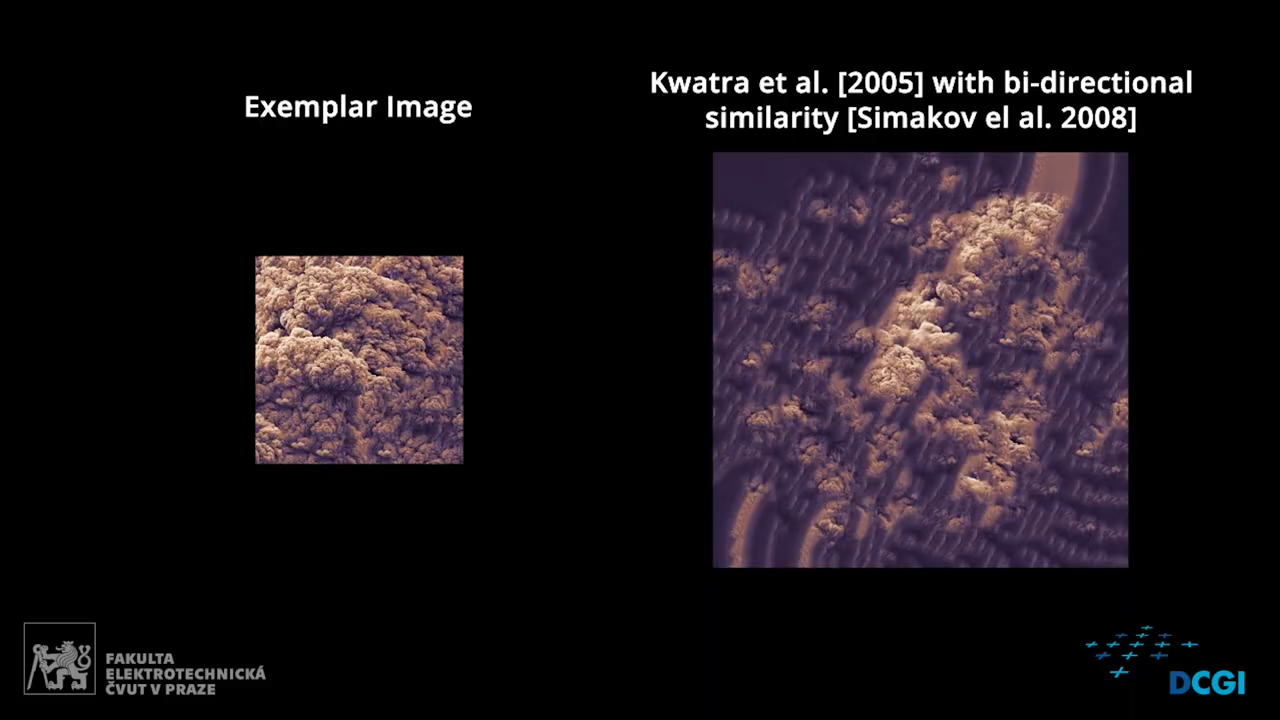 Exemplar Image
Kwatra et al. [2005] with bi-directional
similarity [Simakov el al. 2008]
FAKULTA
ELEKTROTECHNICKÁ
ČVUT V PRAZE
DCGI